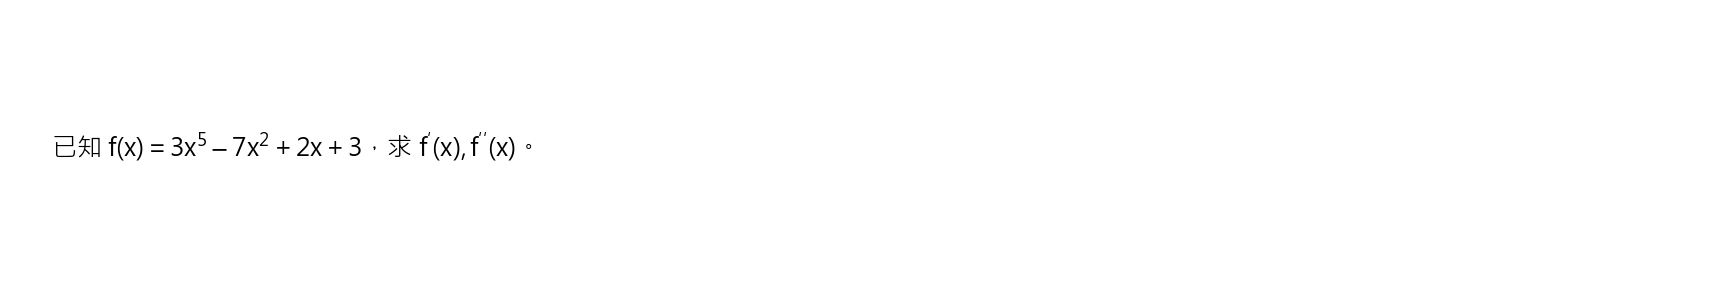 已知 f(x) = 3x⁵ – 7x² + 2x + 3，求 f′(x), f′′(x)。